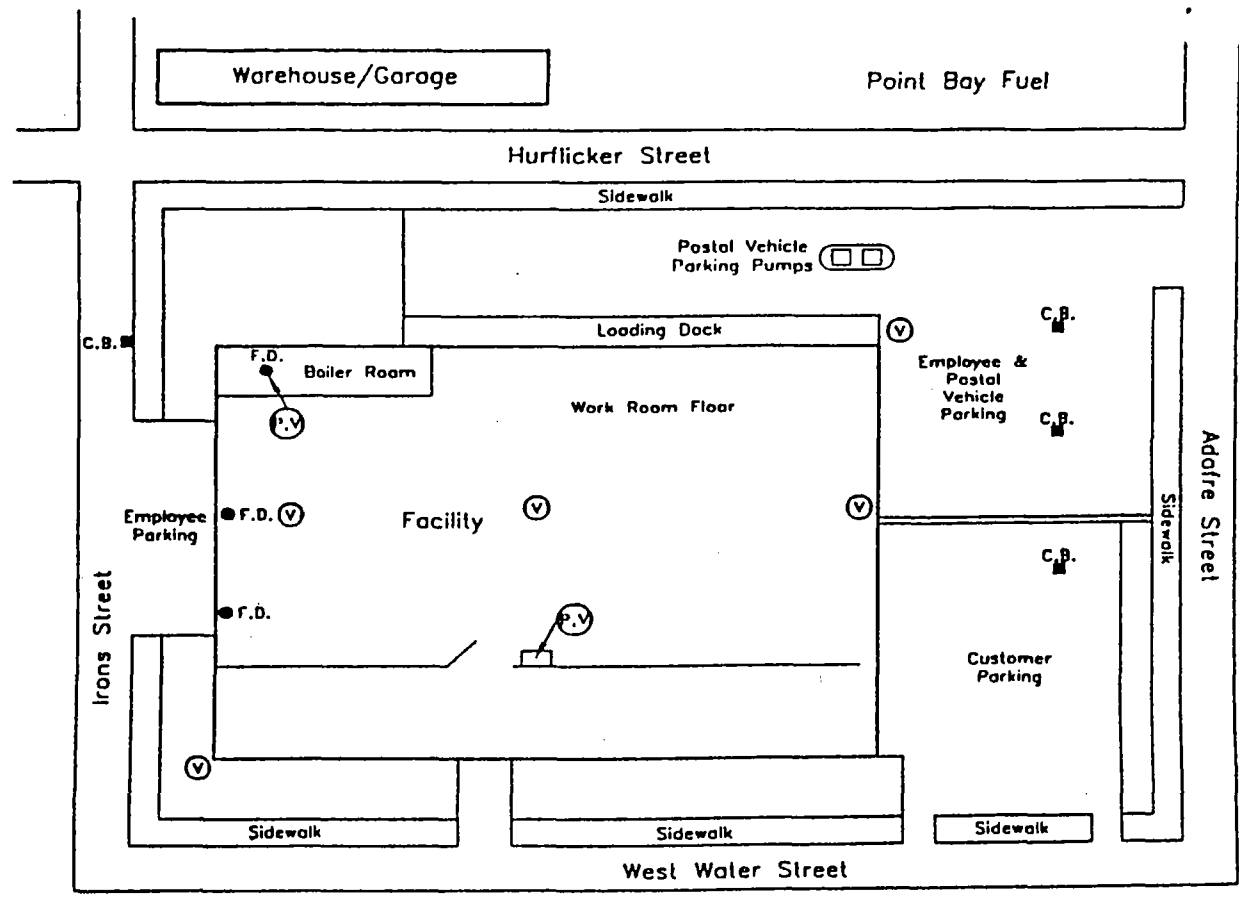 Warehouse/Garage
Point Bay Fuel
Hurflicker Street
Sidewalk
Postal Vehicle
Parking Pumps
C.B.
Loading Dock
V
C.B.
F.D.
Boiler Room
Employee &
Postal
Vehicle
Parking
Work Room Floor
P.V
C.B.
Adafre Street
Employee
Parking
F.D.
V
Facility
V
V
Sidewalk
C.B.
Irons Street
F.D.
P.V
Customer
Parking
V
Sidewalk
Sidewalk
Sidewalk
West Water Street